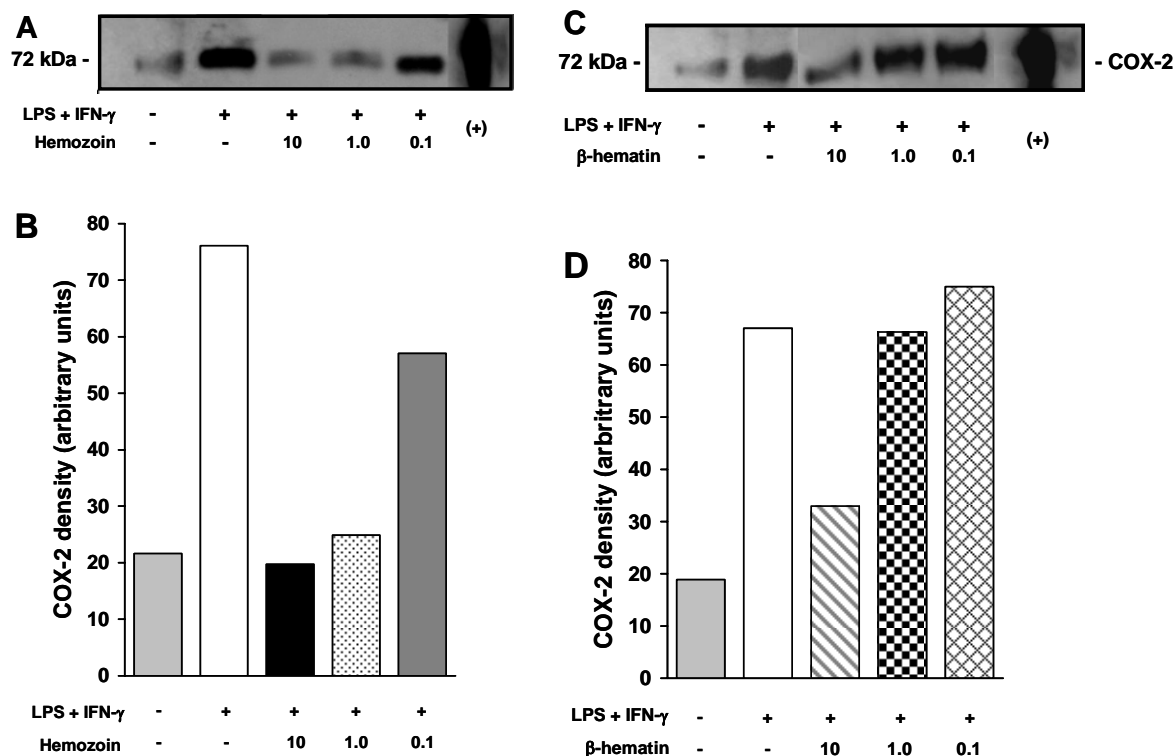 A
72 kDa -
LPS + IFN-γ - + + + + (+)
Hemozoin - - 10 1.0 0.1
C
72 kDa - - COX-2
LPS + IFN-γ - + + + + (+)
β-hematin - - 10 1.0 0.1
B
COX-2 density (arbitrary units)
80
70
60
50
40
30
20
10
0
LPS + IFN-γ - + + + +
Hemozoin - - 10 1.0 0.1
D
COX-2 density (arbritrary units)
80
70
60
50
40
30
20
10
0
LPS + IFN-γ - + + + +
β-hematin - - 10 1.0 0.1